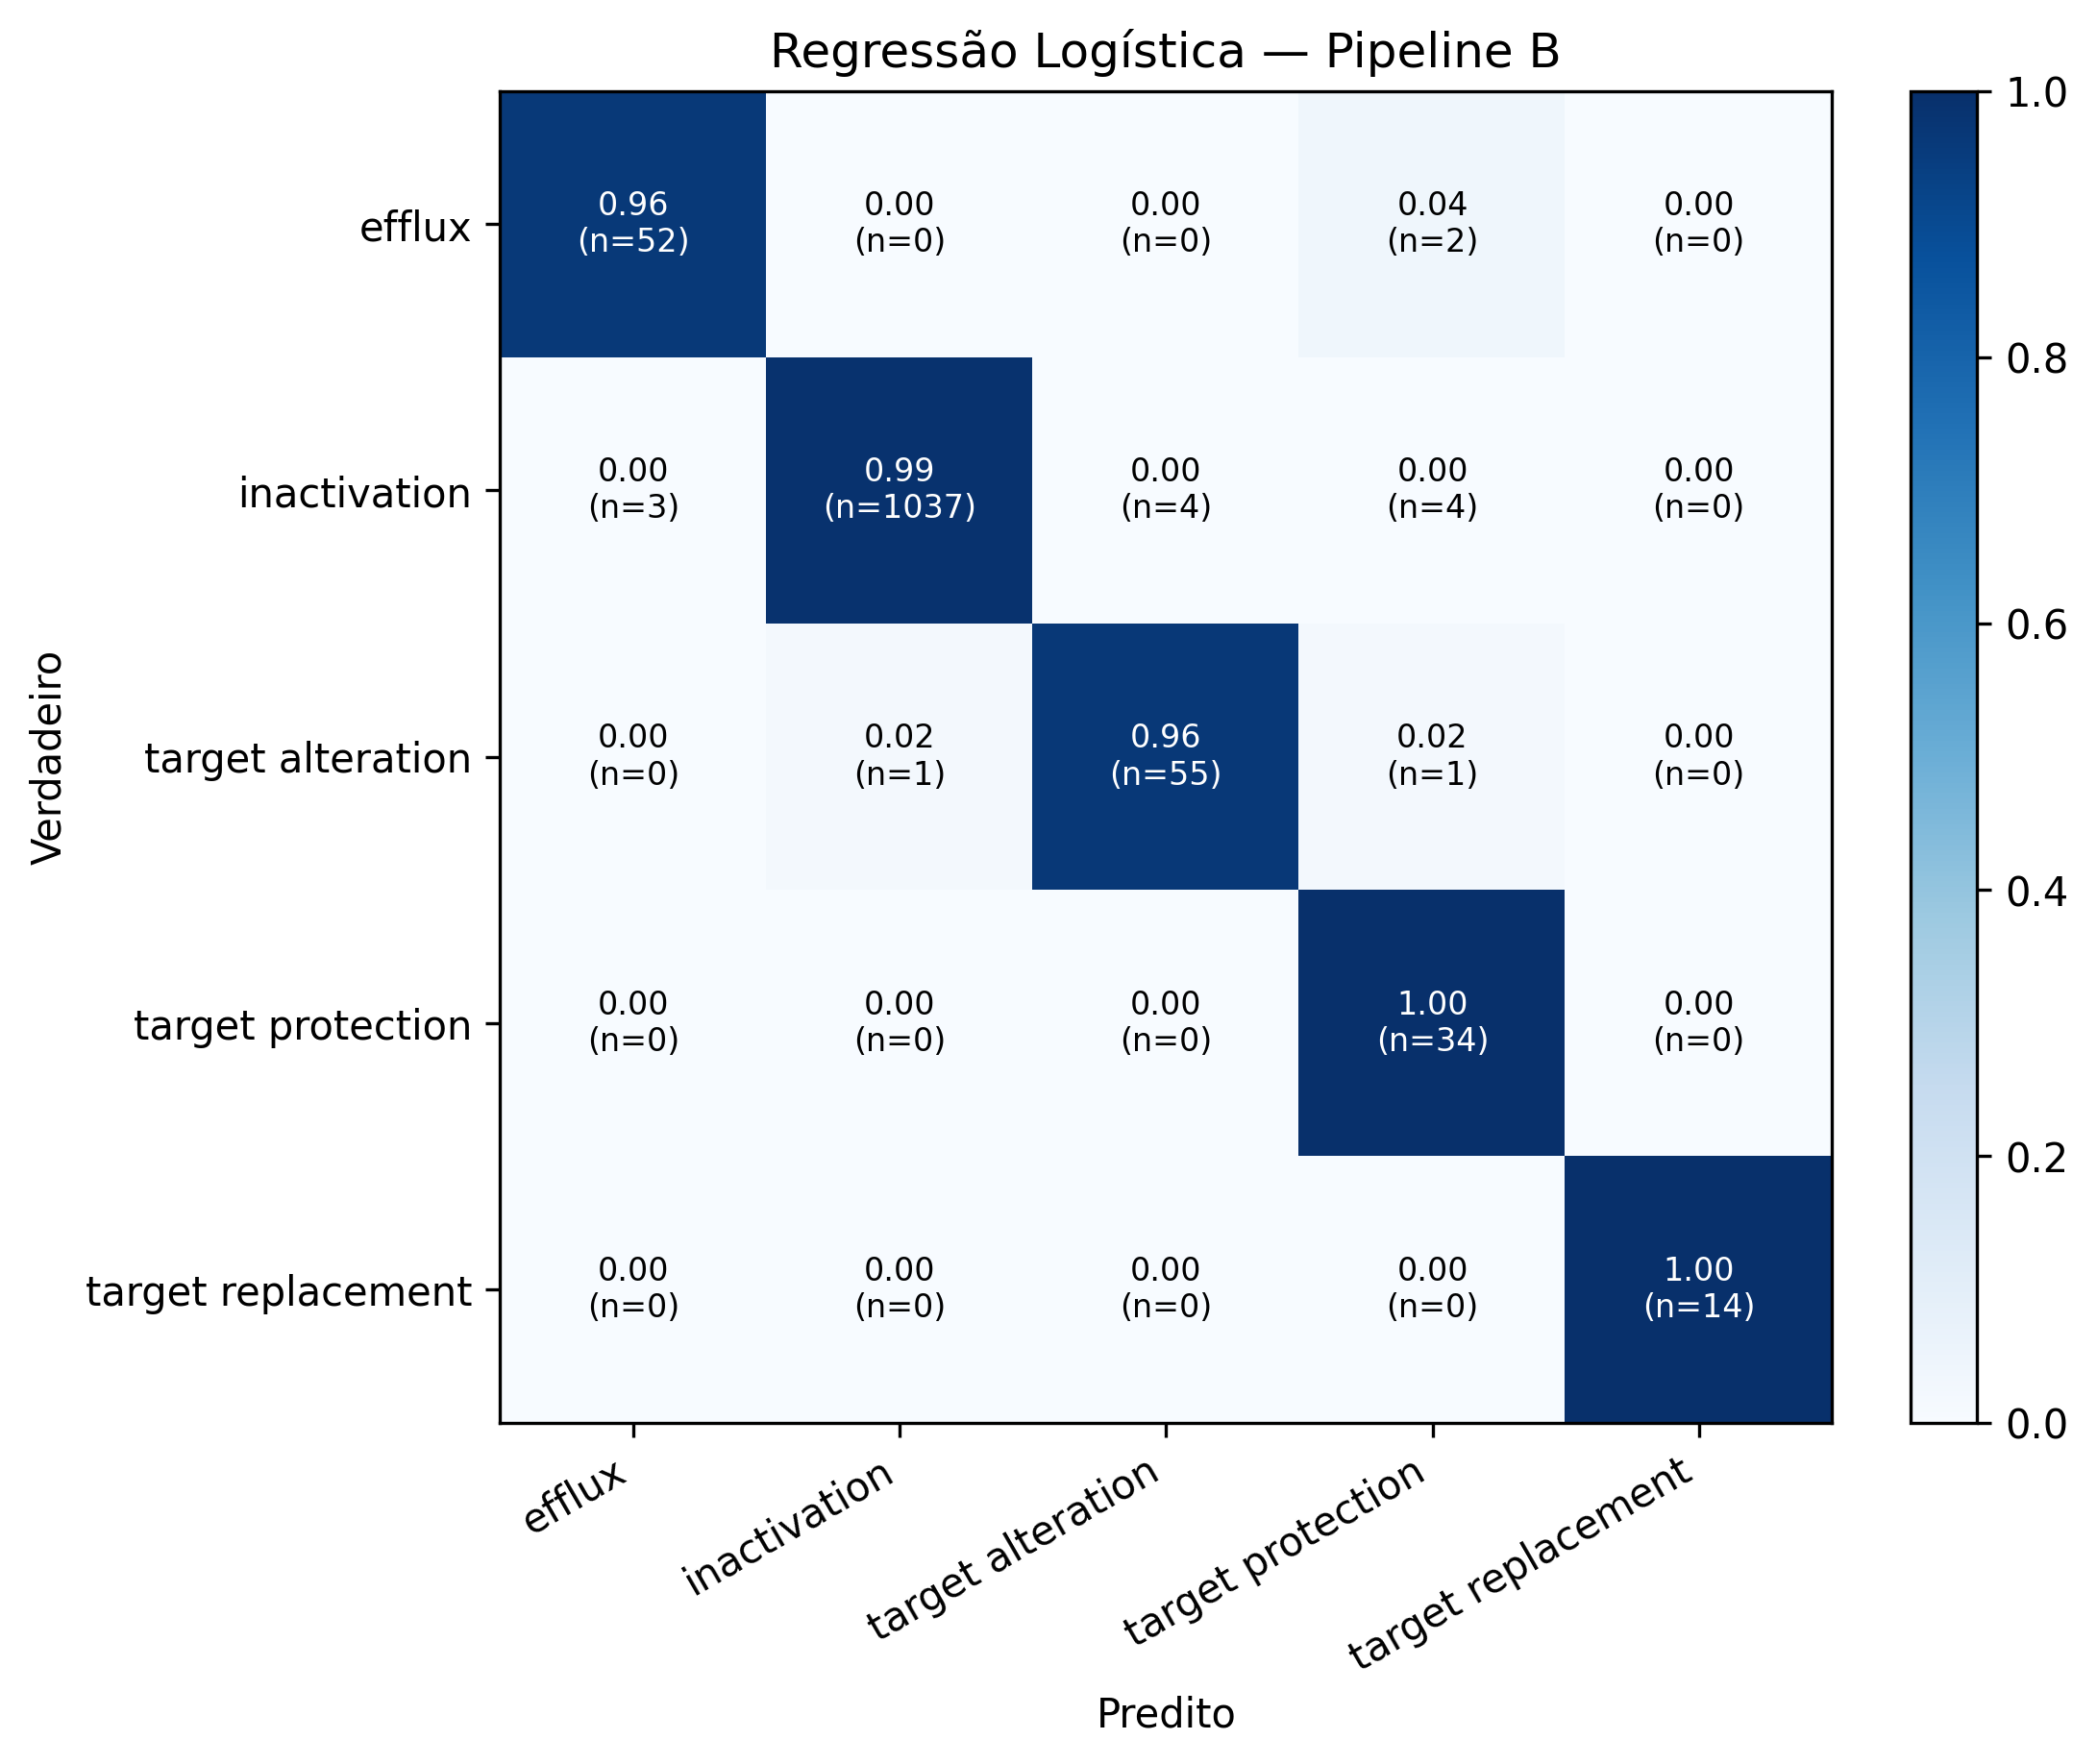 Regressão Logística — Pipeline B
Verdadeiro
efflux
0.96
(n=52)
0.00
(n=0)
0.00
(n=0)
0.04
(n=2)
0.00
(n=0)
inactivation
0.00
(n=3)
0.99
(n=1037)
0.00
(n=4)
0.00
(n=4)
0.00
(n=0)
target alteration
0.00
(n=0)
0.02
(n=1)
0.96
(n=55)
0.02
(n=1)
0.00
(n=0)
target protection
0.00
(n=0)
0.00
(n=0)
0.00
(n=0)
1.00
(n=34)
0.00
(n=0)
target replacement
0.00
(n=0)
0.00
(n=0)
0.00
(n=0)
0.00
(n=0)
1.00
(n=14)
efflux
inactivation
target alteration
target protection
target replacement
Predito
1.0
0.8
0.6
0.4
0.2
0.0